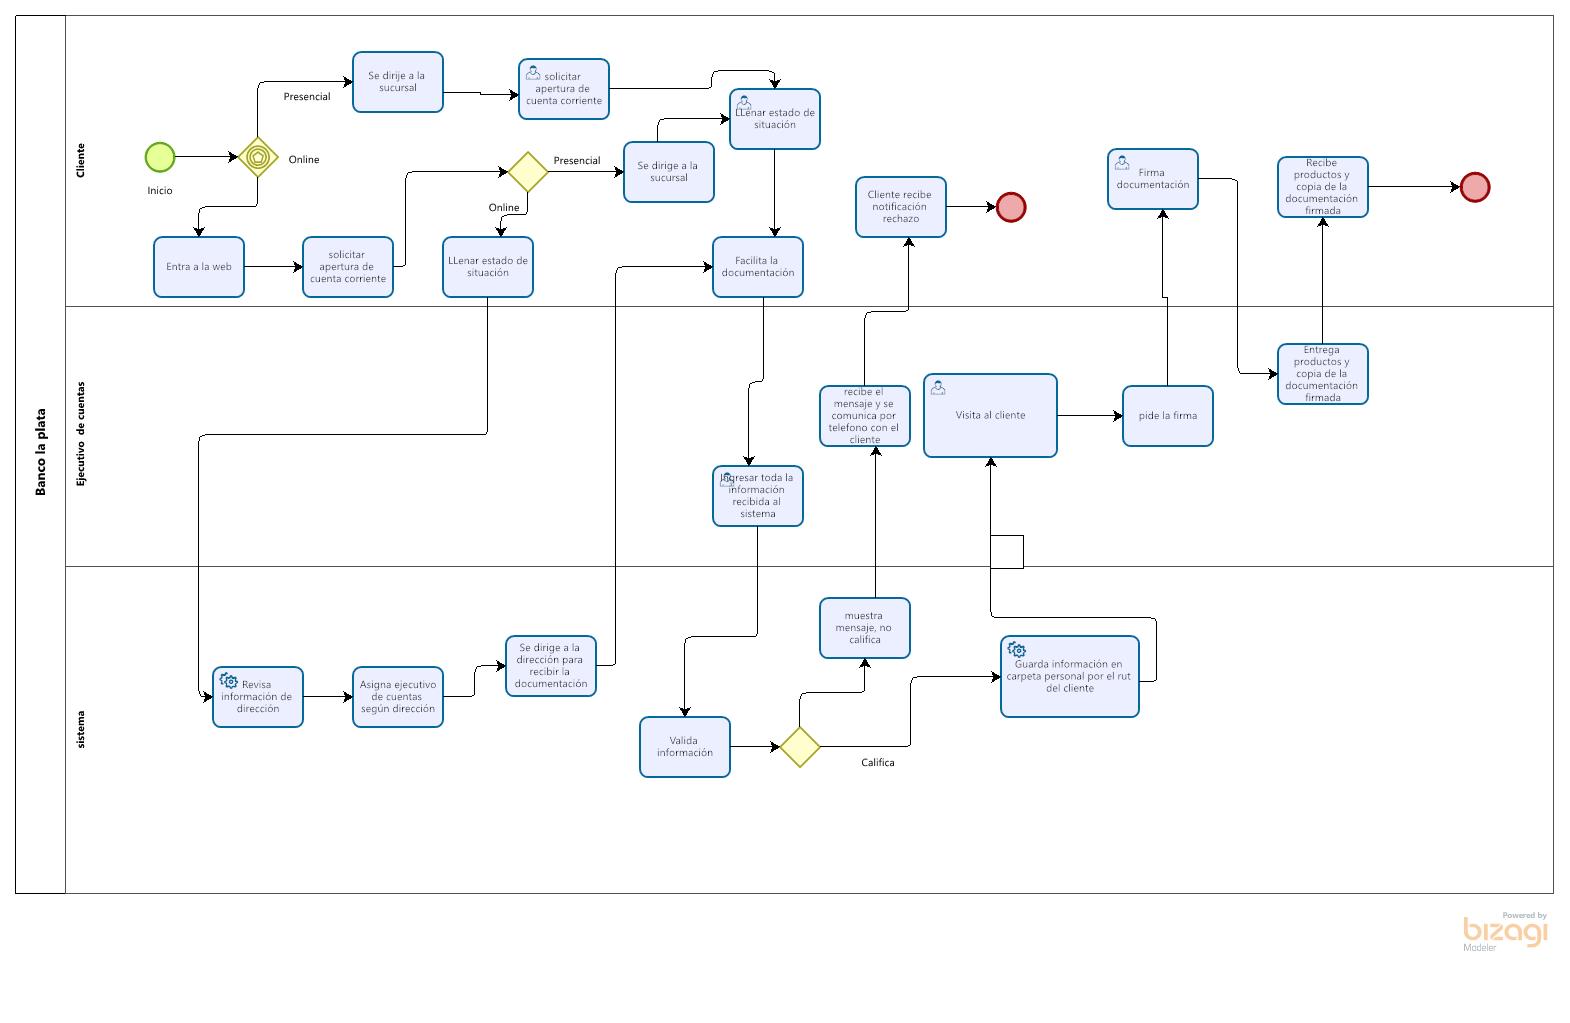 Banco la plata
Cliente
Se dirije a la
sucursal
solicitar
apertura de
cuenta corriente
LLenar estado de
situación
Presencial
Inicio
Online
Presencial
Se dirige a la
sucursal
Online
Entra a la web
solicitar
apertura de
cuenta corriente
LLenar estado de
situación
Facilita la
documentación
Cliente recibe
notificación
rechazo
Firma
documentación
Recibe
productos y
copia de la
documentación
firmada
Ejecutivo de cuentas
Ingresar toda la
información
recibida al
sistema
recibe el
mensaje y se
comunica por
telefono con el
cliente
Visita al cliente
pide la firma
Entrega
productos y
copia de la
documentación
firmada
sistema
Revisa
información de
dirección
Asigna ejecutivo
de cuentas
según dirección
Se dirige a la
dirección para
recibir la
documentación
Valida
información
muestra
mensaje, no
califica
Califica
Guarda información en
carpeta personal por el rut
del cliente
Powered by
bizagi
Modeler